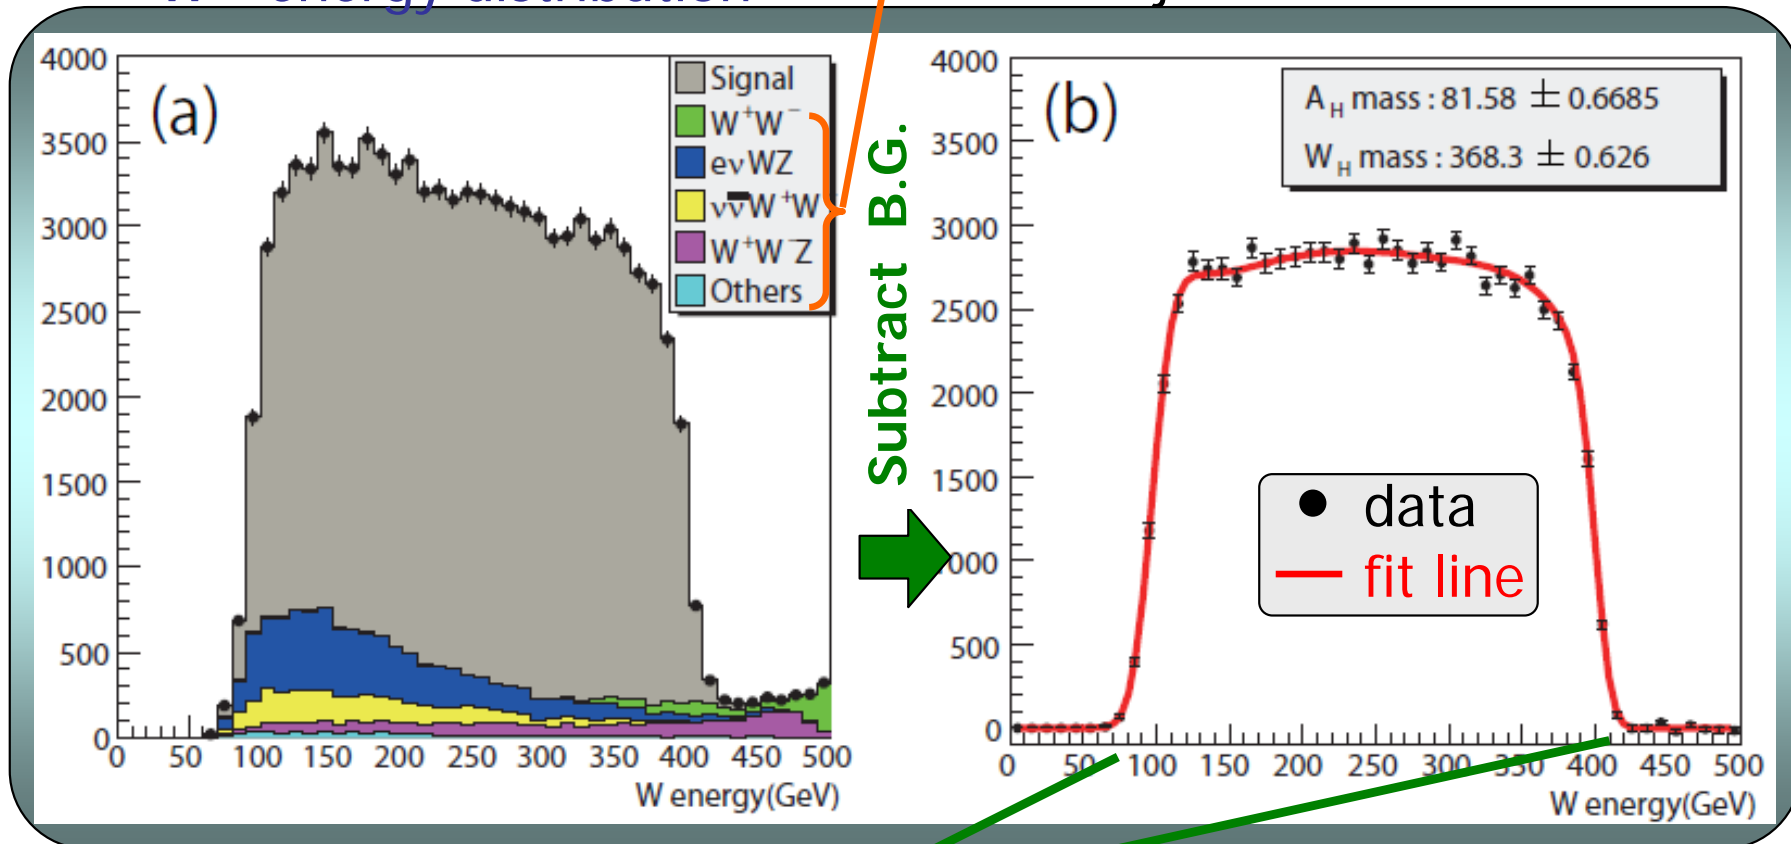 W energy distribution
(a)
4000
3500
3000
2500
2000
1500
1000
500
0
0 50 100 150 200 250 300 350 400 450 500
W energy(GeV)
Signal
W⁺W⁻
eνWZ
νν̄W⁺W
W⁺W⁻Z
Others
Subtract B.G.
(b)
4000
3500
3000
2500
2000
1500
000
500
0
0 50 100 150 200 250 300 350 400 450 500
W energy(GeV)
A_H mass : 81.58 ± 0.6685
W_H mass : 368.3 ± 0.626
data
fit line